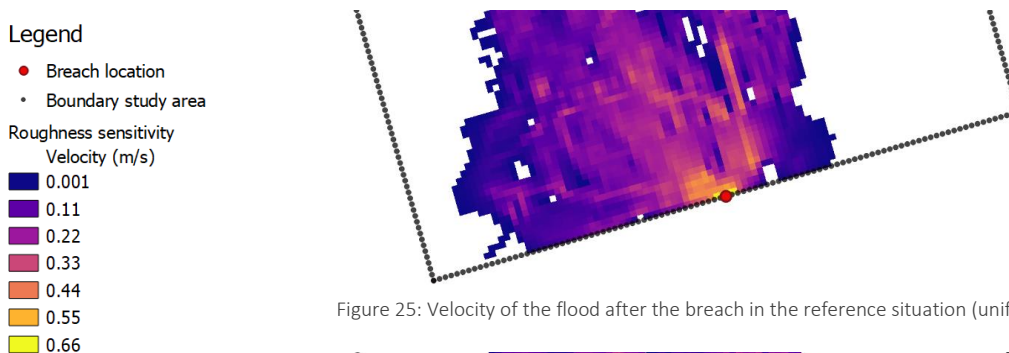 Legend
Breach location
Boundary study area
Roughness sensitivity
Velocity (m/s)
0.001
0.11
0.22
0.33
0.44
0.55
0.66
Figure 25: Velocity of the flood after the breach in the reference situation (unif